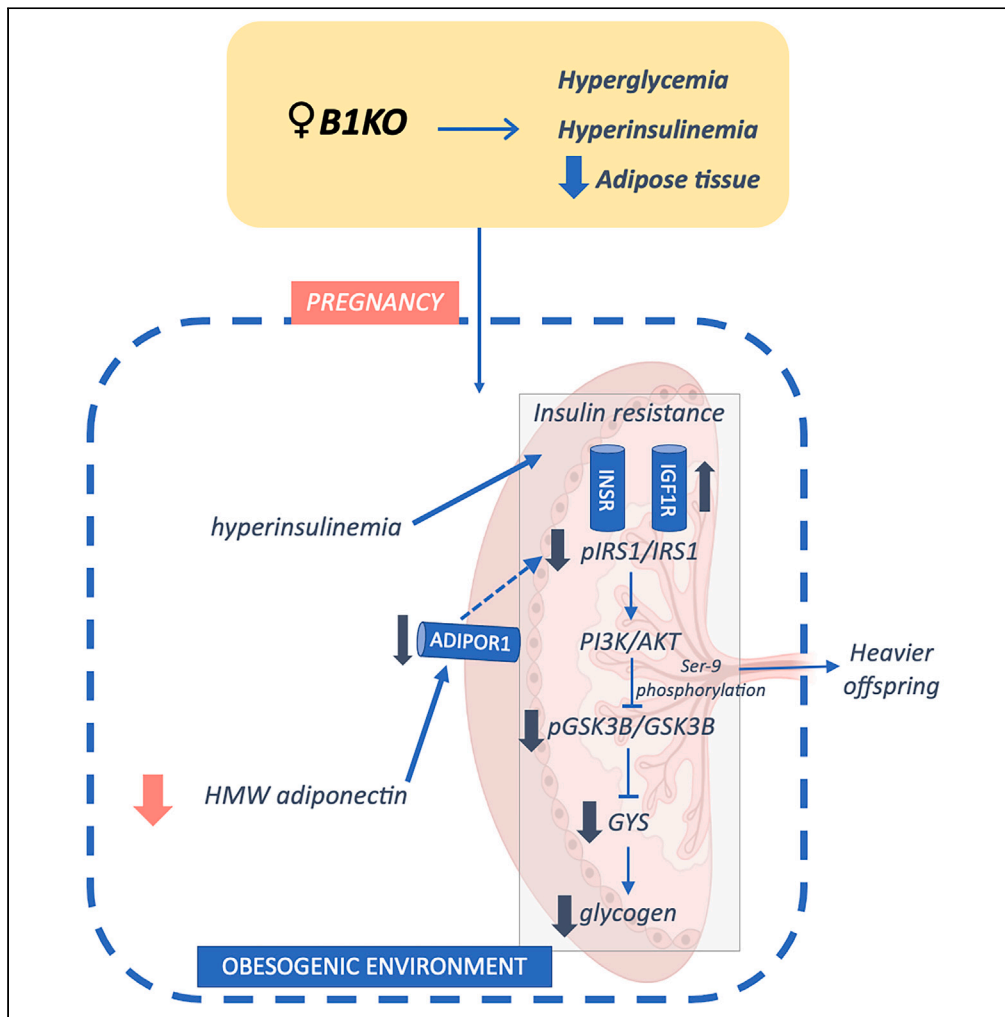 ♀B1KO
Hyperglycemia
Hyperinsulinemia
Adipose tissue
PREGNANCY
Insulin resistance
INSR
IGF1R
hyperinsulinemia
pIRS1/IRS1
ADIPOR1
PI3K/AKT
Ser-9
phosphorylation
Heavier
offspring
pGSK3B/GSK3B
HMW adiponectin
GYS
glycogen
OBESOGENIC ENVIRONMENT